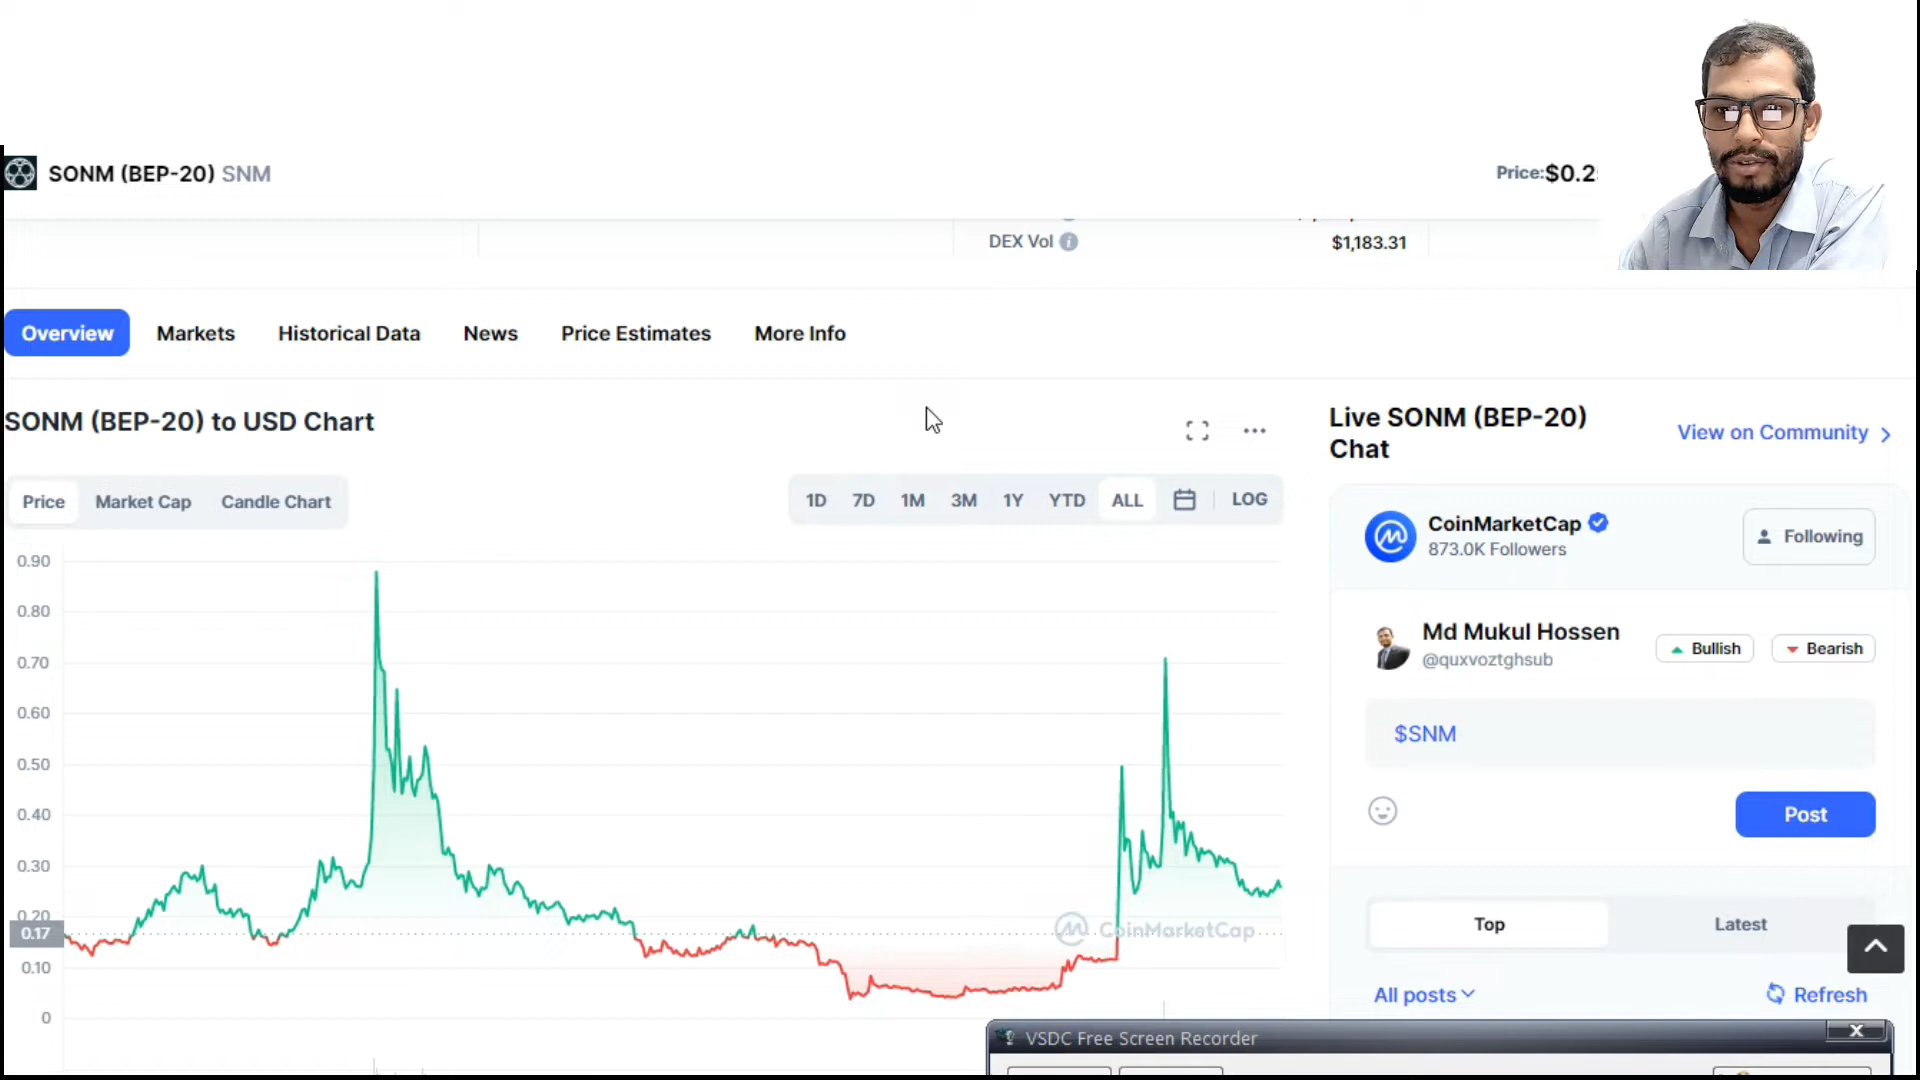 SONM (BEP-20) SNM
Price:$0.2
DEX Vol
$1,183.31
Overview
Markets
Historical Data
News
Price Estimates
More Info
SONM (BEP-20) to USD Chart
Live SONM (BEP-20)
Chat
View on Community
Price
Market Cap
Candle Chart
1D
7D
1M
3M
1Y
YTD
ALL
LOG
CoinMarketCap
873.0K Followers
Following
0.90
0.80
0.70
0.60
0.50
0.40
0.30
0.20
0.17
0.10
0
CoinMarketCap
Md Mukul Hossen
@quxvoztghsub
Bullish
Bearish
$SNM
Post
Top
Latest
All posts
Refresh
VSDC Free Screen Recorder